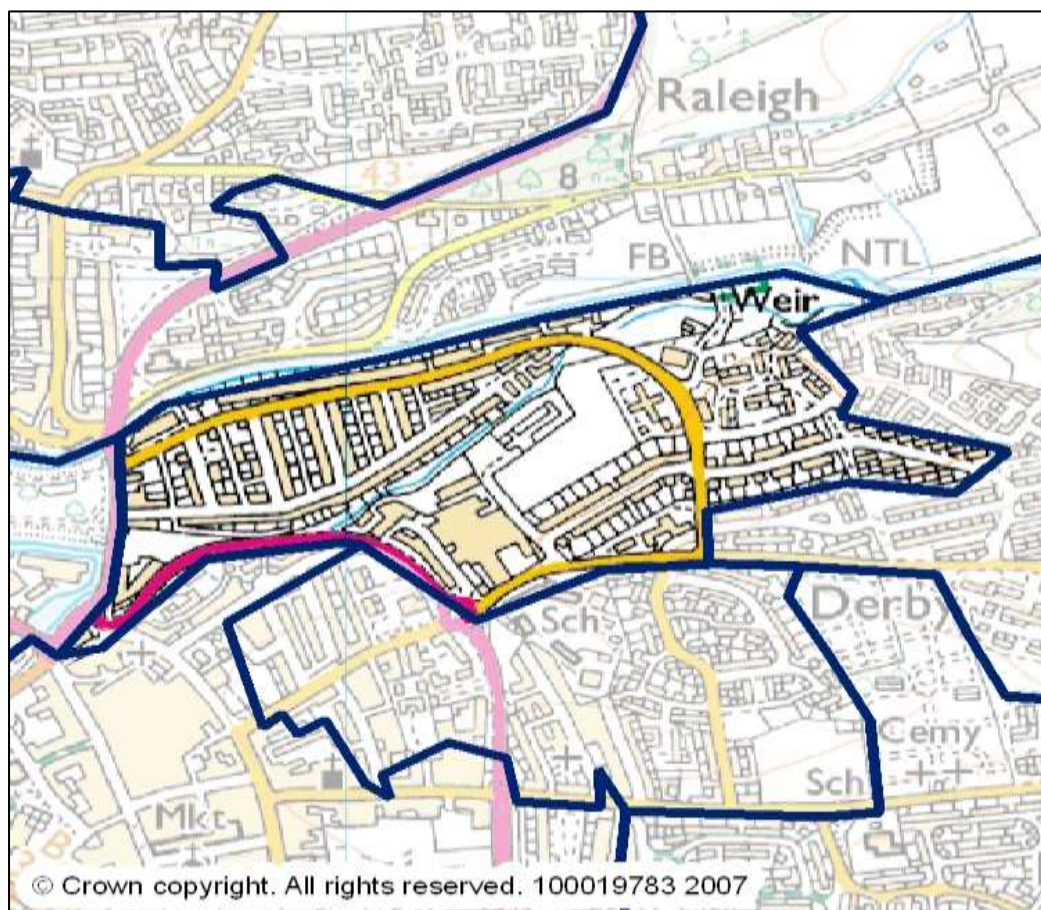 Raleigh
43
8
FB
NTL
Weir
Sch
Derby
Cemy
Sch
Mkt
B
© Crown copyright. All rights reserved. 100019783 2007